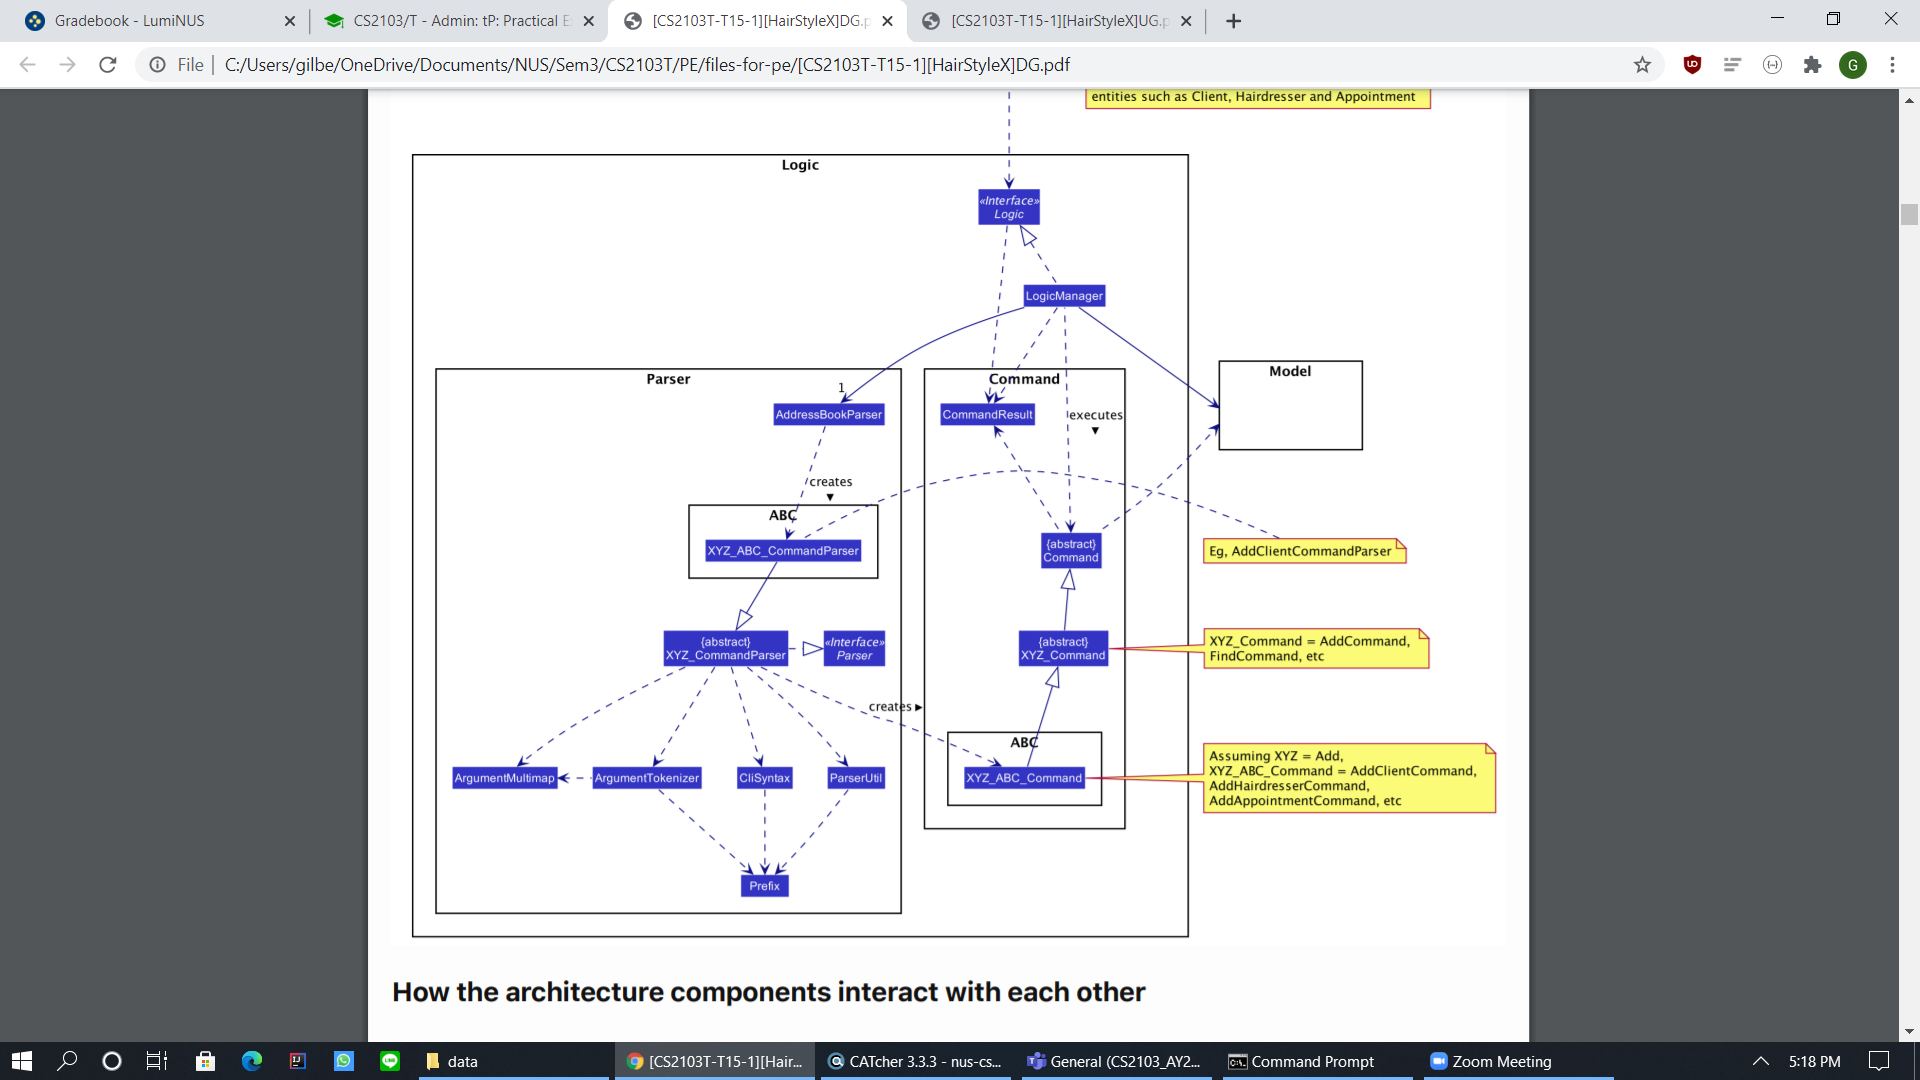 Gradebook - LumiNUS
CS2103/T - Admin: tP: Practical E
[CS2103T-T15-1][HairStyleX]DG.p
[CS2103T-T15-1][HairStyleX]UG.p
File
C:/Users/gilbe/OneDrive/Documents/NUS/Sem3/CS2103T/PE/files-for-pe/[CS2103T-T15-1][HairStyleX]DG.pdf
G
entities such as Client, Hairdresser and Appointment
Logic
«Interface»
Logic
LogicManager
Parser
1
AddressBookParser
Command
CommandResult
executes
Model
creates
ABC
XYZ_ABC_CommandParser
{abstract}
Command
Eg, AddClientCommandParser
{abstract}
XYZ_CommandParser
«Interface»
Parser
{abstract}
XYZ_Command
XYZ_Command = AddCommand,
FindCommand, etc
creates
ABC
XYZ_ABC_Command
Assuming XYZ = Add,
XYZ_ABC_Command = AddClientCommand,
AddHairdresserCommand,
AddAppointmentCommand, etc
ArgumentMultimap
ArgumentTokenizer
CliSyntax
ParserUtil
Prefix
How the architecture components interact with each other
data
[CS2103T-T15-1][Hair...
CATcher 3.3.3 - nus-cs...
General (CS2103_AY2...
Command Prompt
Zoom Meeting
5:18 PM